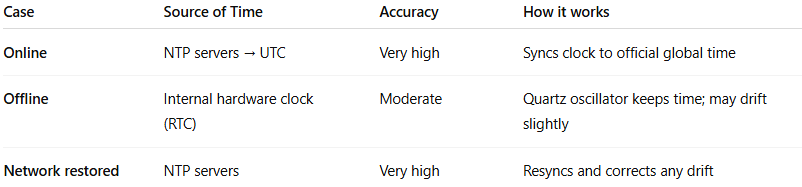 Case Source of Time Accuracy How it works
Online NTP servers → UTC Very high Syncs clock to official global time
Offline Internal hardware clock (RTC) Moderate Quartz oscillator keeps time; may drift slightly
Network restored NTP servers Very high Resyncs and corrects any drift